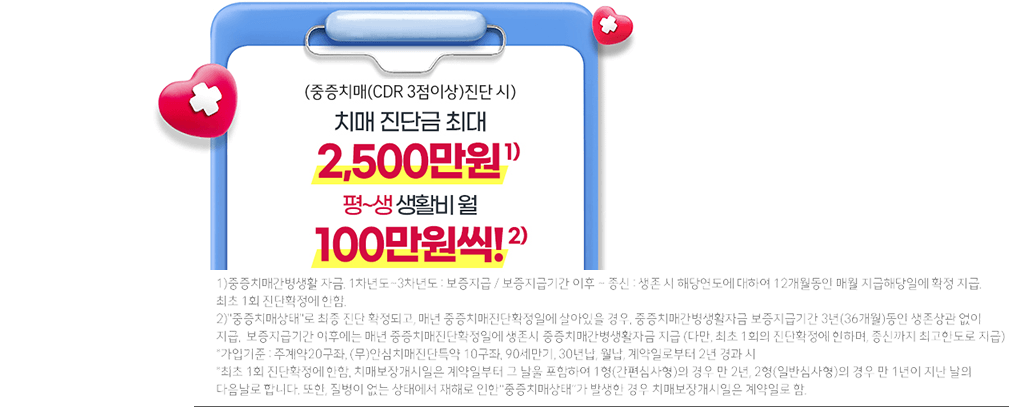 (중증치매(CDR 3점이상)진단 시)
치매 진단금 최대
2,500만원1)
평~생 생활비 월
100만원씩!2)
1)중증치매간병생활 자금. 1차년도~3차년도 : 보증지급 / 보증지급기간 이후 ~ 종신 : 생존 시 해당연도에 대하여 12개월동안 매월 지급해당일에 확정 지급.
최초 1회 진단확정에 한함.
2)"중증치매상태"로 최종 진단 확정되고, 매년 중증치매진단확정일에 살아있을 경우, 중증치매간병생활자금 보증지급기간 3년(36개월)동안 생존상관 없이
지급, 보증지급기간 이후에는 매년 중증치매진단확정일에 생존시 중증치매간병생활자금 지급 (다만, 최초 1회의 진단확정에 한하며, 종신까지 최고한도로 지급)
*가입기준 : 주계약20구좌, (무)안심치매진단특약 10구좌, 90세만기, 30년납, 월납, 계약일로부터 2년 경과 시
*최초 1회 진단확정에 한함, 치매보장개시일은 계약일부터 그 날을 포함하여 1형(간편심사형)의 경우 만 2년, 2형(일반심사형)의 경우 만 1년이 지난 날의
다음날로 합니다. 또한, 질병이 없는 상태에서 재해로 인한 "중증치매상태"가 발생한 경우 치매보장개시일은 계약일로 함.